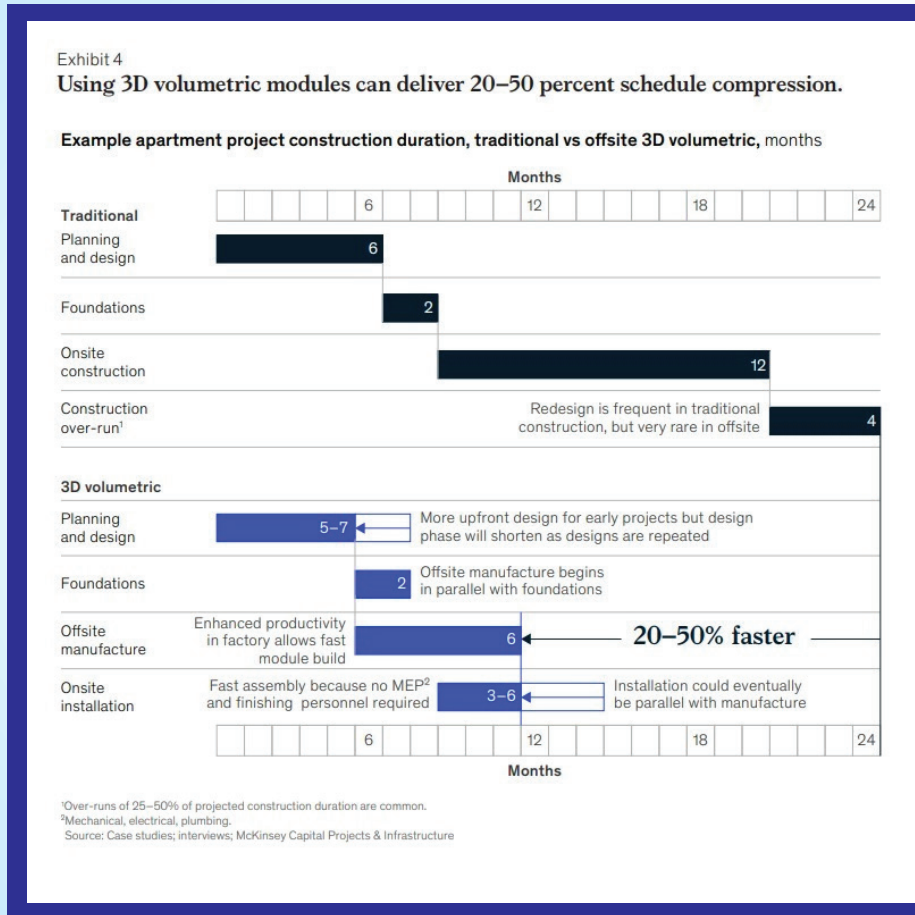 Exhibit 4
Using 3D volumetric modules can deliver 20–50 percent schedule compression.
Example apartment project construction duration, traditional vs offsite 3D volumetric, months
Months
6 12 18 24
Traditional
Planning
and design
6
Foundations
2
Onsite
construction
12
Construction
over-run¹
Redesign is frequent in traditional
construction, but very rare in offsite
4
3D volumetric
Planning
and design
5–7
More upfront design for early projects but design
phase will shorten as designs are repeated
Foundations
2
Offsite manufacture begins
in parallel with foundations
Offsite
manufacture
Enhanced productivity
in factory allows fast
module build
6
20–50% faster
Onsite
installation
Fast assembly because no MEP²
and finishing personnel required
3–6
Installation could eventually
be parallel with manufacture
6 12 18 24
Months
¹Over-runs of 25–50% of projected construction duration are common.
²Mechanical, electrical, plumbing.
Source: Case studies; interviews; McKinsey Capital Projects & Infrastructure